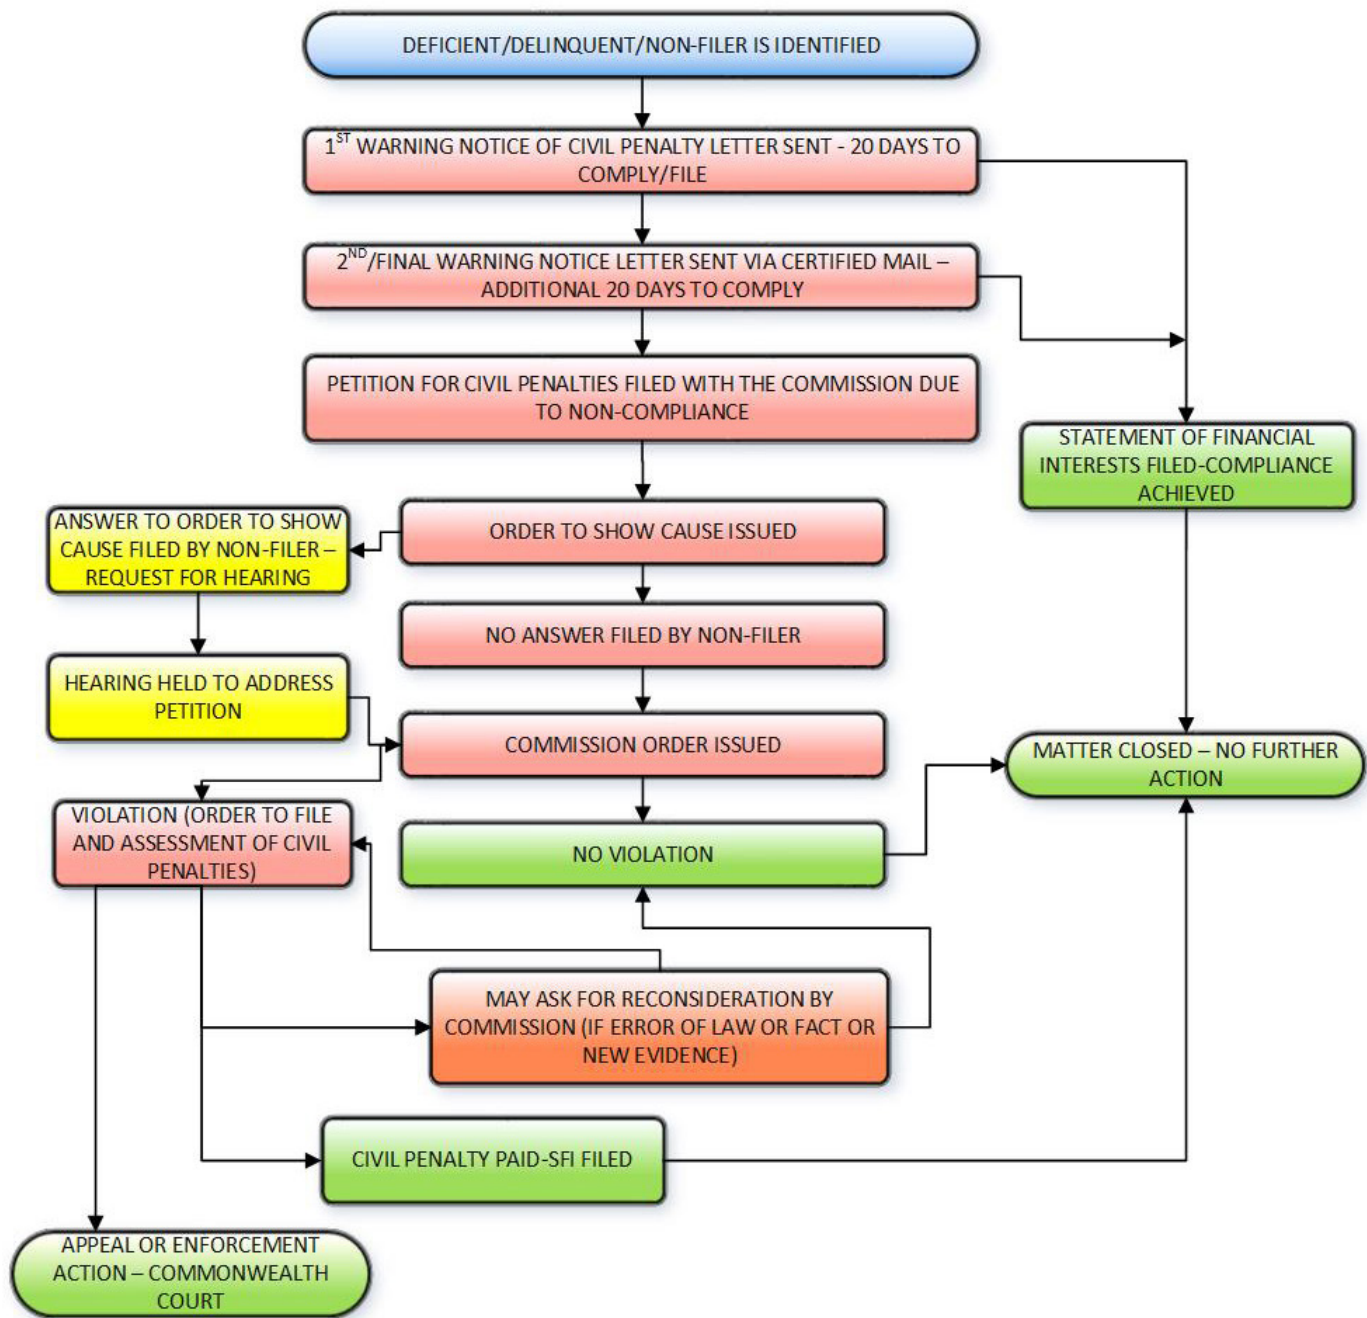 DEFICIENT/DELINQUENT/NON-FILER IS IDENTIFIED
1ST WARNING NOTICE OF CIVIL PENALTY LETTER SENT - 20 DAYS TO
COMPLY/FILE
2ND/FINAL WARNING NOTICE LETTER SENT VIA CERTIFIED MAIL –
ADDITIONAL 20 DAYS TO COMPLY
PETITION FOR CIVIL PENALTIES FILED WITH THE COMMISSION DUE
TO NON-COMPLIANCE
STATEMENT OF FINANCIAL
INTERESTS FILED-COMPLIANCE
ACHIEVED
ORDER TO SHOW CAUSE ISSUED
ANSWER TO ORDER TO SHOW
CAUSE FILED BY NON-FILER –
REQUEST FOR HEARING
NO ANSWER FILED BY NON-FILER
HEARING HELD TO ADDRESS
PETITION
COMMISSION ORDER ISSUED
MATTER CLOSED – NO FURTHER
ACTION
VIOLATION (ORDER TO FILE
AND ASSESSMENT OF CIVIL
PENALTIES)
NO VIOLATION
MAY ASK FOR RECONSIDERATION BY
COMMISSION (IF ERROR OF LAW OR FACT OR
NEW EVIDENCE)
CIVIL PENALTY PAID-SFI FILED
APPEAL OR ENFORCEMENT
ACTION – COMMONWEALTH
COURT